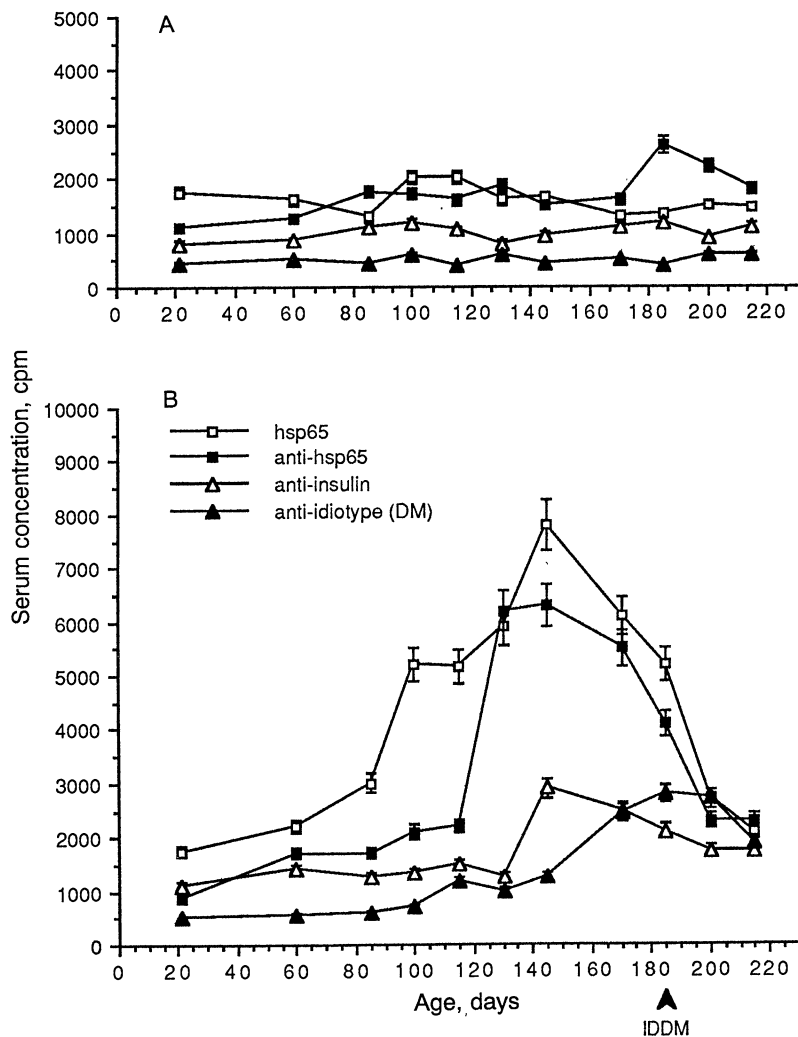 A
5000
4000
3000
2000
1000
0
0 20 40 60 80 100 120 140 160 180 200 220
Serum concentration, cpm
B
10000
9000
8000
7000
6000
5000
4000
3000
2000
1000
0
hsp65
anti-hsp65
anti-insulin
anti-idiotype (DM)
0 20 40 60 80 100 120 140 160 180 200 220
Age, days
IDDM